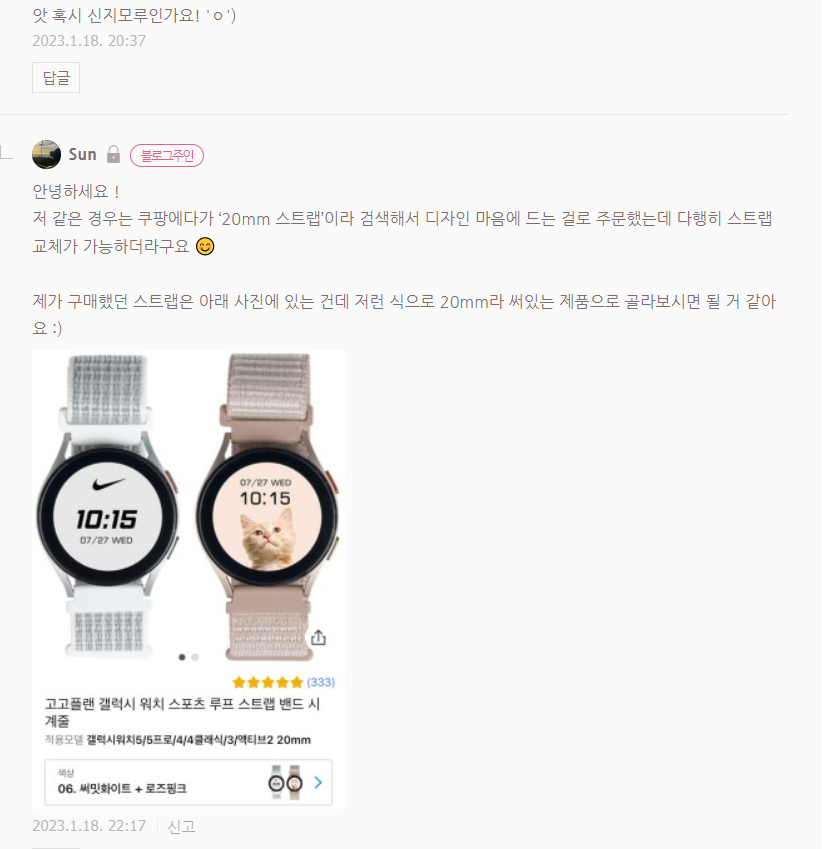 앗 혹시 신지모루인가요! 'ㅇ')
2023.1.18. 20:37
답글
Sun 블로그주인
안녕하세요 !
저 같은 경우는 쿠팡에다가 ‘20mm 스트랩’이라 검색해서 디자인 마음에 드는 걸로 주문했는데 다행히 스트랩
교체가 가능하더라구요 😊
제가 구매했던 스트랩은 아래 사진에 있는 건데 저런 식으로 20mm라 써있는 제품으로 골라보시면 될 거 같아
요 :)
10:15
07/27 WED
07/27 WED
10:15
(333)
고고플랜 갤럭시 워치 스포츠 루프 스트랩 밴드 시
계줄
적용모델 갤럭시워치5/5프로/4/4클래식/3/액티브2 20mm
색상
06. 써밋화이트 + 로즈핑크
2023.1.18. 22:17 신고